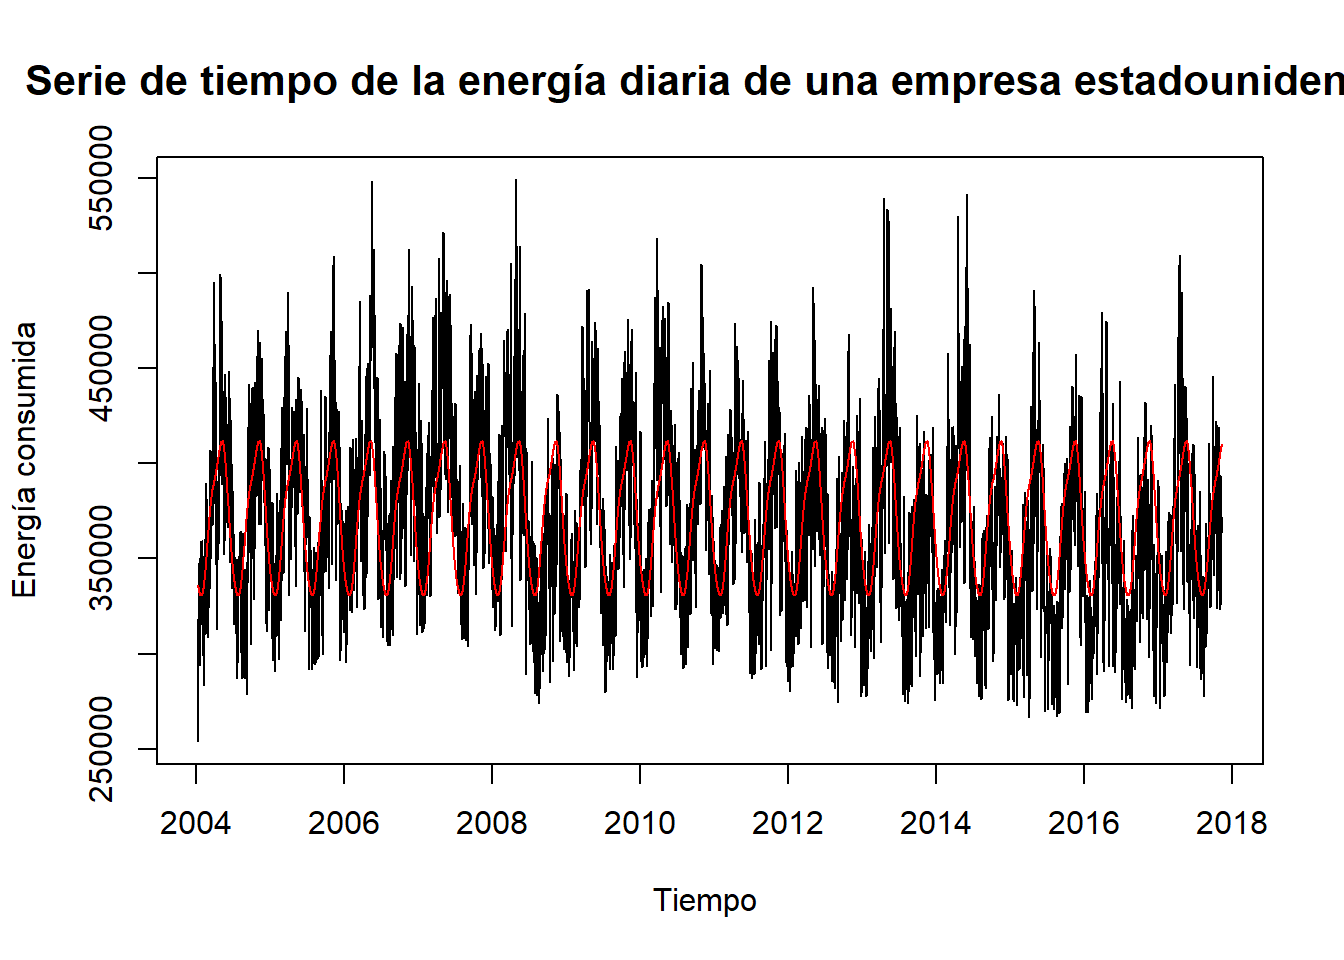 Serie de tiempo de la energía diaria de una empresa estadouniden
550000
450000
350000
250000
Energía consumida
2004 2006 2008 2010 2012 2014 2016 2018
Tiempo